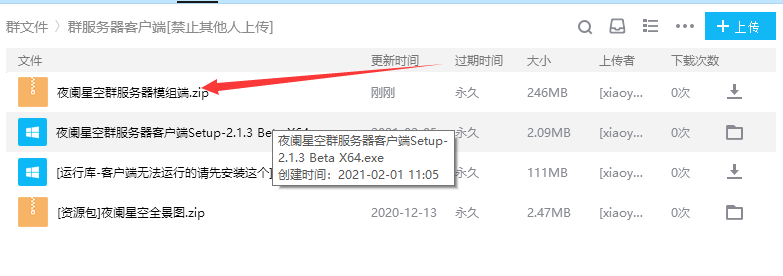 群文件 〉 群服务器客户端[禁止其他人上传]
上传
文件 更新时间 过期时间 大小 上传者 下载次数
夜阑星空群服务器模组端.zip 刚刚 永久 246MB [xiaoy... 0次
夜阑星空群服务器客户端Setup-2.1.3 Beta 永久 2.09MB [xiaoy... 0次
夜阑星空群服务器客户端Setup-
2.1.3 Beta X64.exe
创建时间：2021-02-01 11:05
[运行库-客户端无法运行的请先安装这个] 永久 111MB [xiaoy... 0次
[资源包]夜阑星空全景图.zip 2020-12-13 永久 2.47MB [xiaoy... 0次